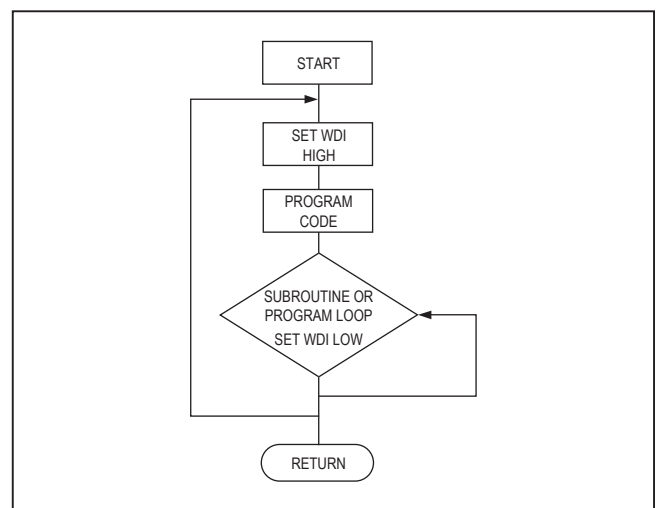 START
SET WDI
HIGH
PROGRAM
CODE
SUBROUTINE OR
PROGRAM LOOP
SET WDI LOW
RETURN